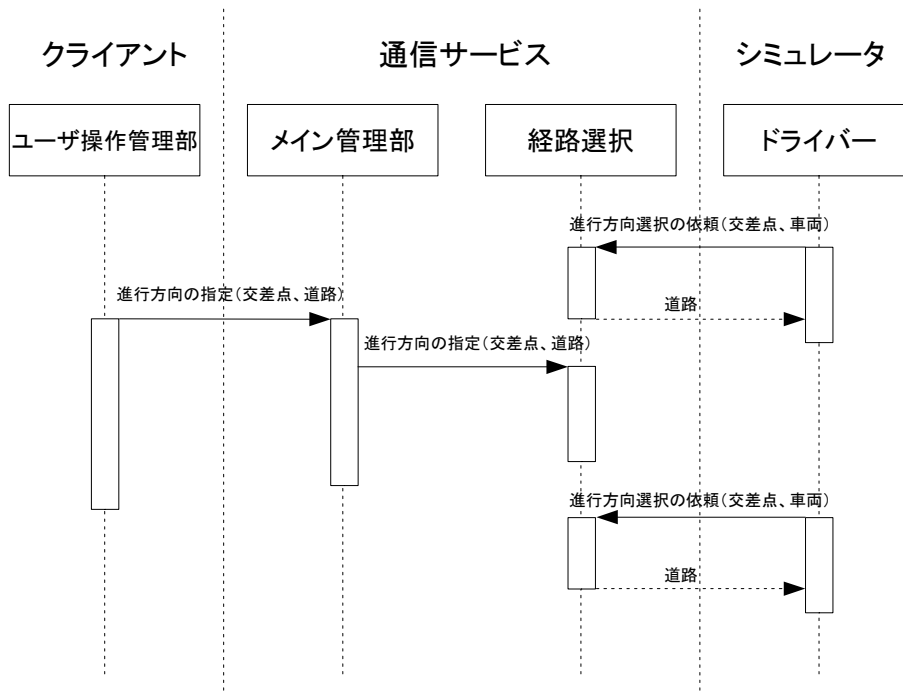 クライアント
通信サービス
シミュレータ
ユーザ操作管理部
メイン管理部
経路選択
ドライバー
進行方向選択の依頼(交差点、車両)
進行方向の指定(交差点、道路)
道路
進行方向の指定(交差点、道路)
進行方向選択の依頼(交差点、車両)
道路